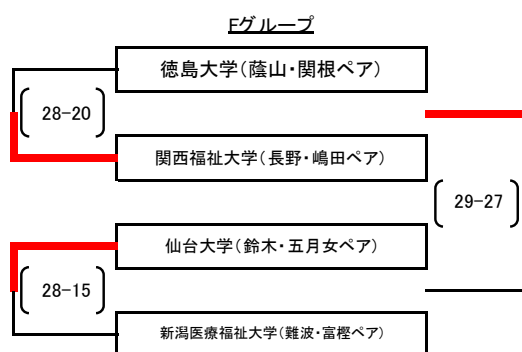 Fグループ
徳島大学(蔭山・関根ペア)
28-20
関西福祉大学(長野・嶋田ペア)
29-27
仙台大学(鈴木・五月女ペア)
28-15
新潟医療福祉大学(難波・富樫ペア)